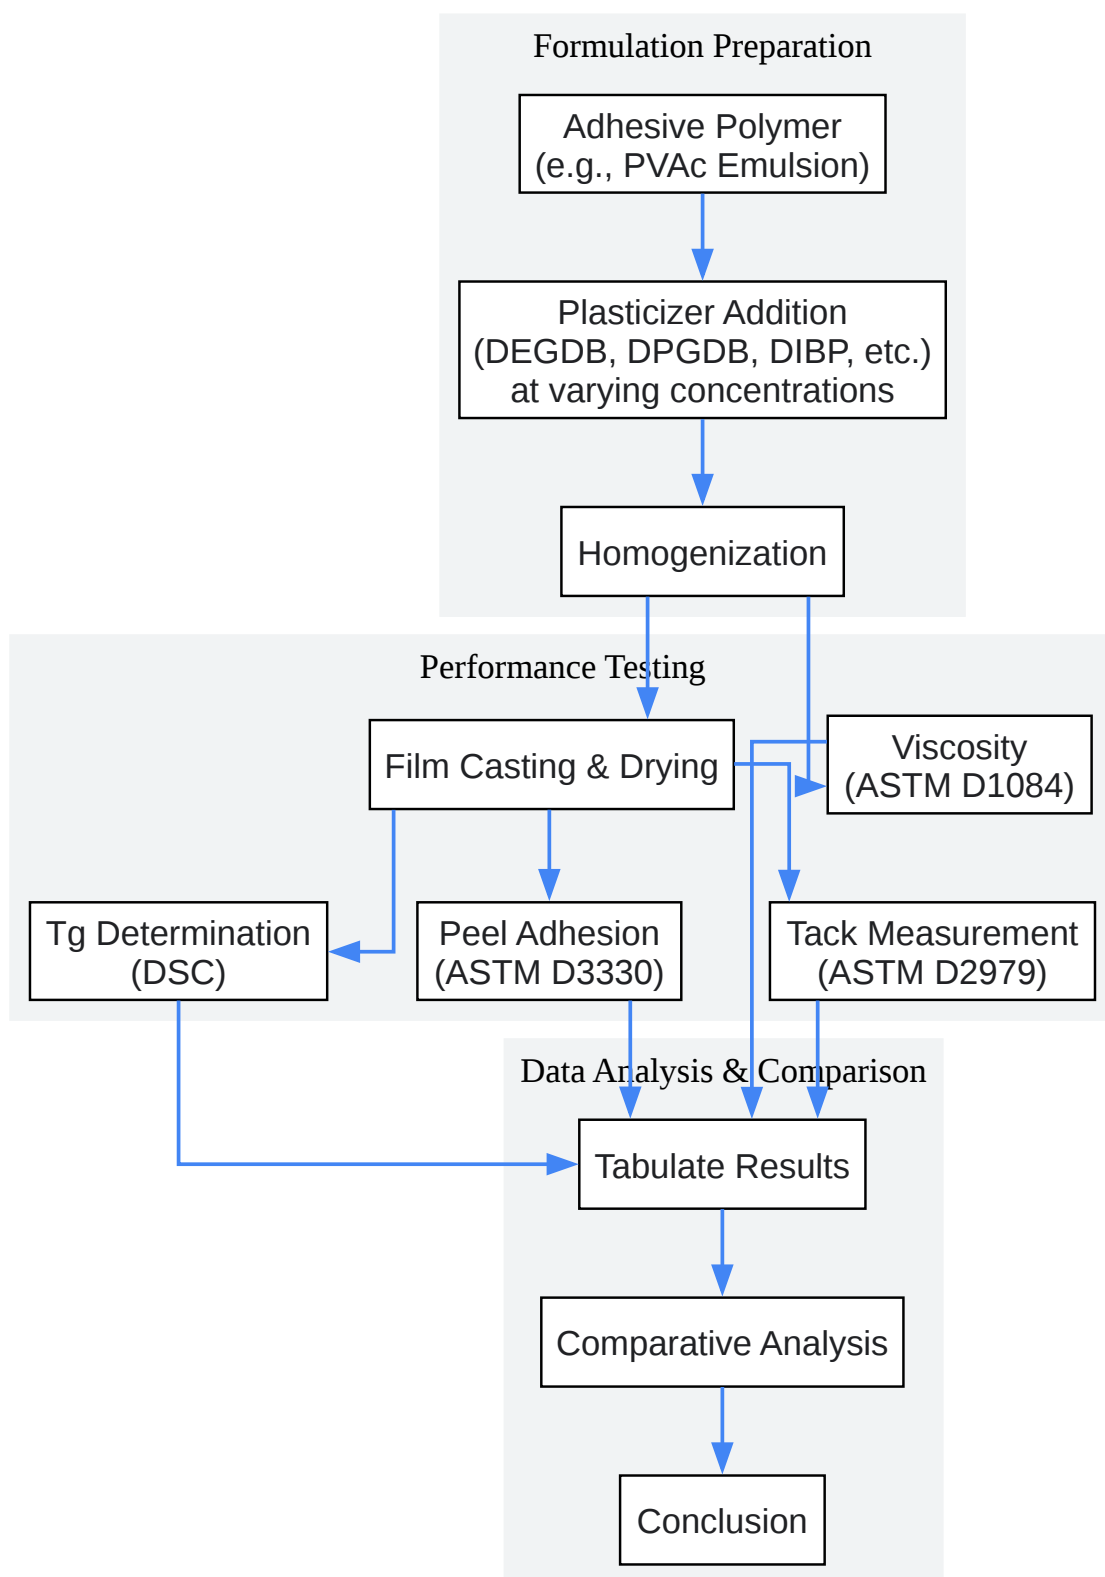 Formulation Preparation
Adhesive Polymer
(e.g., PVAc Emulsion)
Plasticizer Addition
(DEGDB, DPGDB, DIBP, etc.)
at varying concentrations
Homogenization
Performance Testing
Film Casting & Drying
Viscosity
(ASTM D1084)
Tg Determination
(DSC)
Peel Adhesion
(ASTM D3330)
Tack Measurement
(ASTM D2979)
Data Analysis & Comparison
Tabulate Results
Comparative Analysis
Conclusion